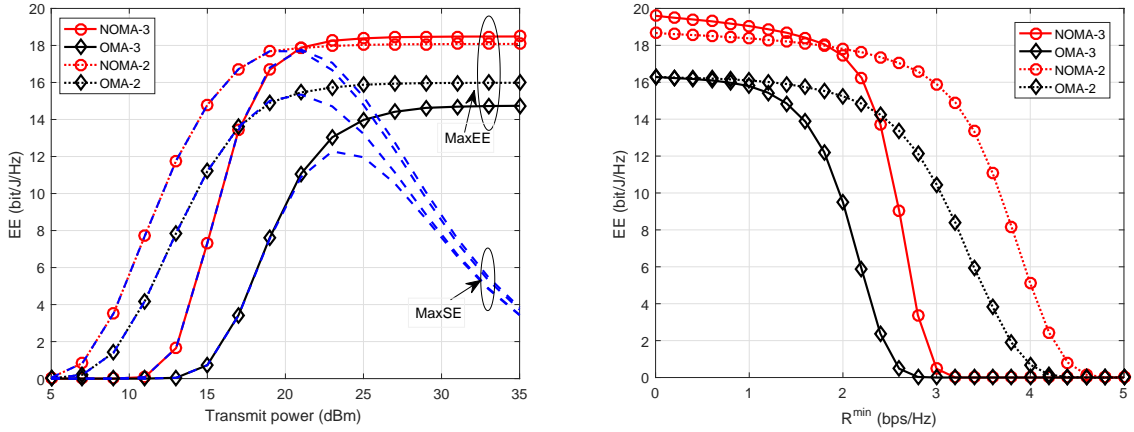 20
18
16
14
12
10
8
6
4
2
0
5
10
15
20
25
30
35
EE (bit/J/Hz)
Transmit power (dBm)
NOMA-3
OMA-3
NOMA-2
OMA-2
MaxEE
MaxSE
20
18
16
14
12
10
8
6
4
2
0
0
1
2
3
4
5
EE (bit/J/Hz)
R^min (bps/Hz)
NOMA-3
OMA-3
NOMA-2
OMA-2